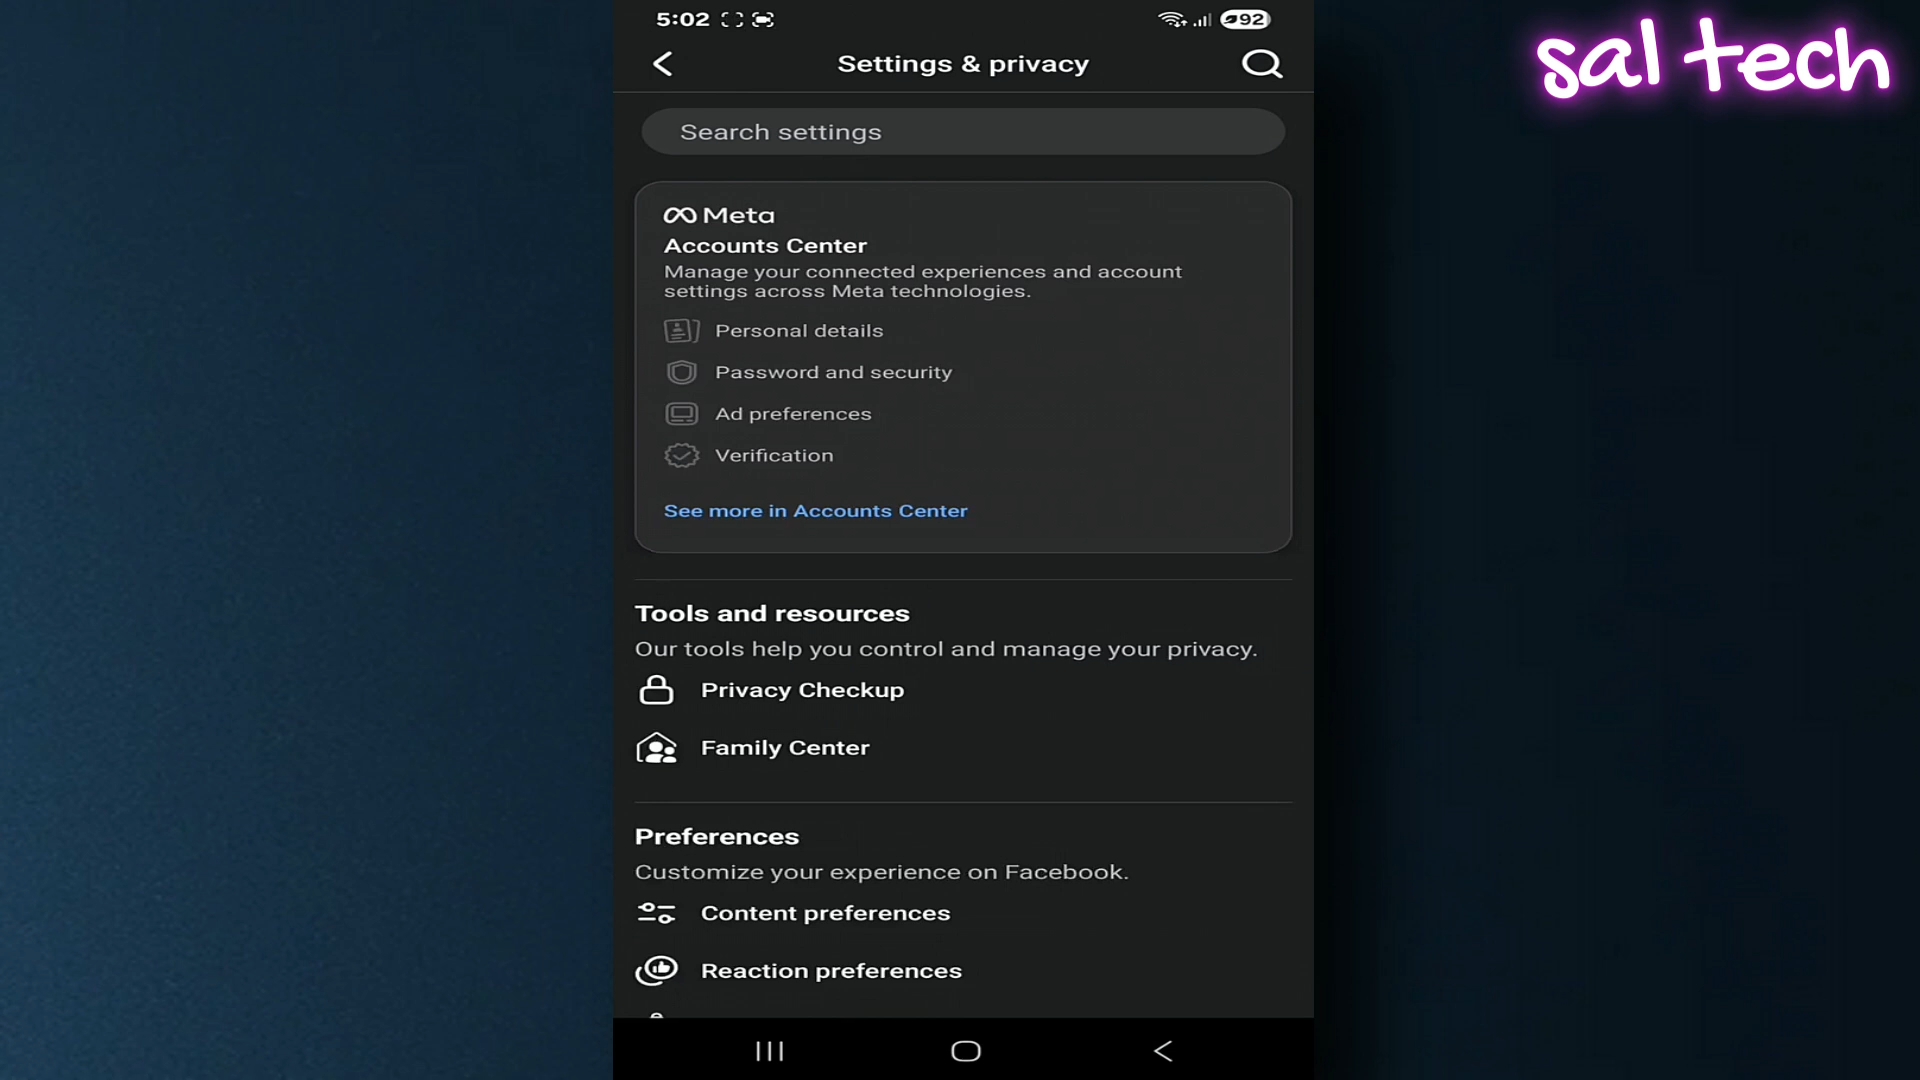 sal tech
5:02
92
Settings & privacy
Search settings
Meta
Accounts Center
Manage your connected experiences and account
settings across Meta technologies.
Personal details
Password and security
Ad preferences
Verification
See more in Accounts Center
Tools and resources
Our tools help you control and manage your privacy.
Privacy Checkup
Family Center
Preferences
Customize your experience on Facebook.
Content preferences
Reaction preferences